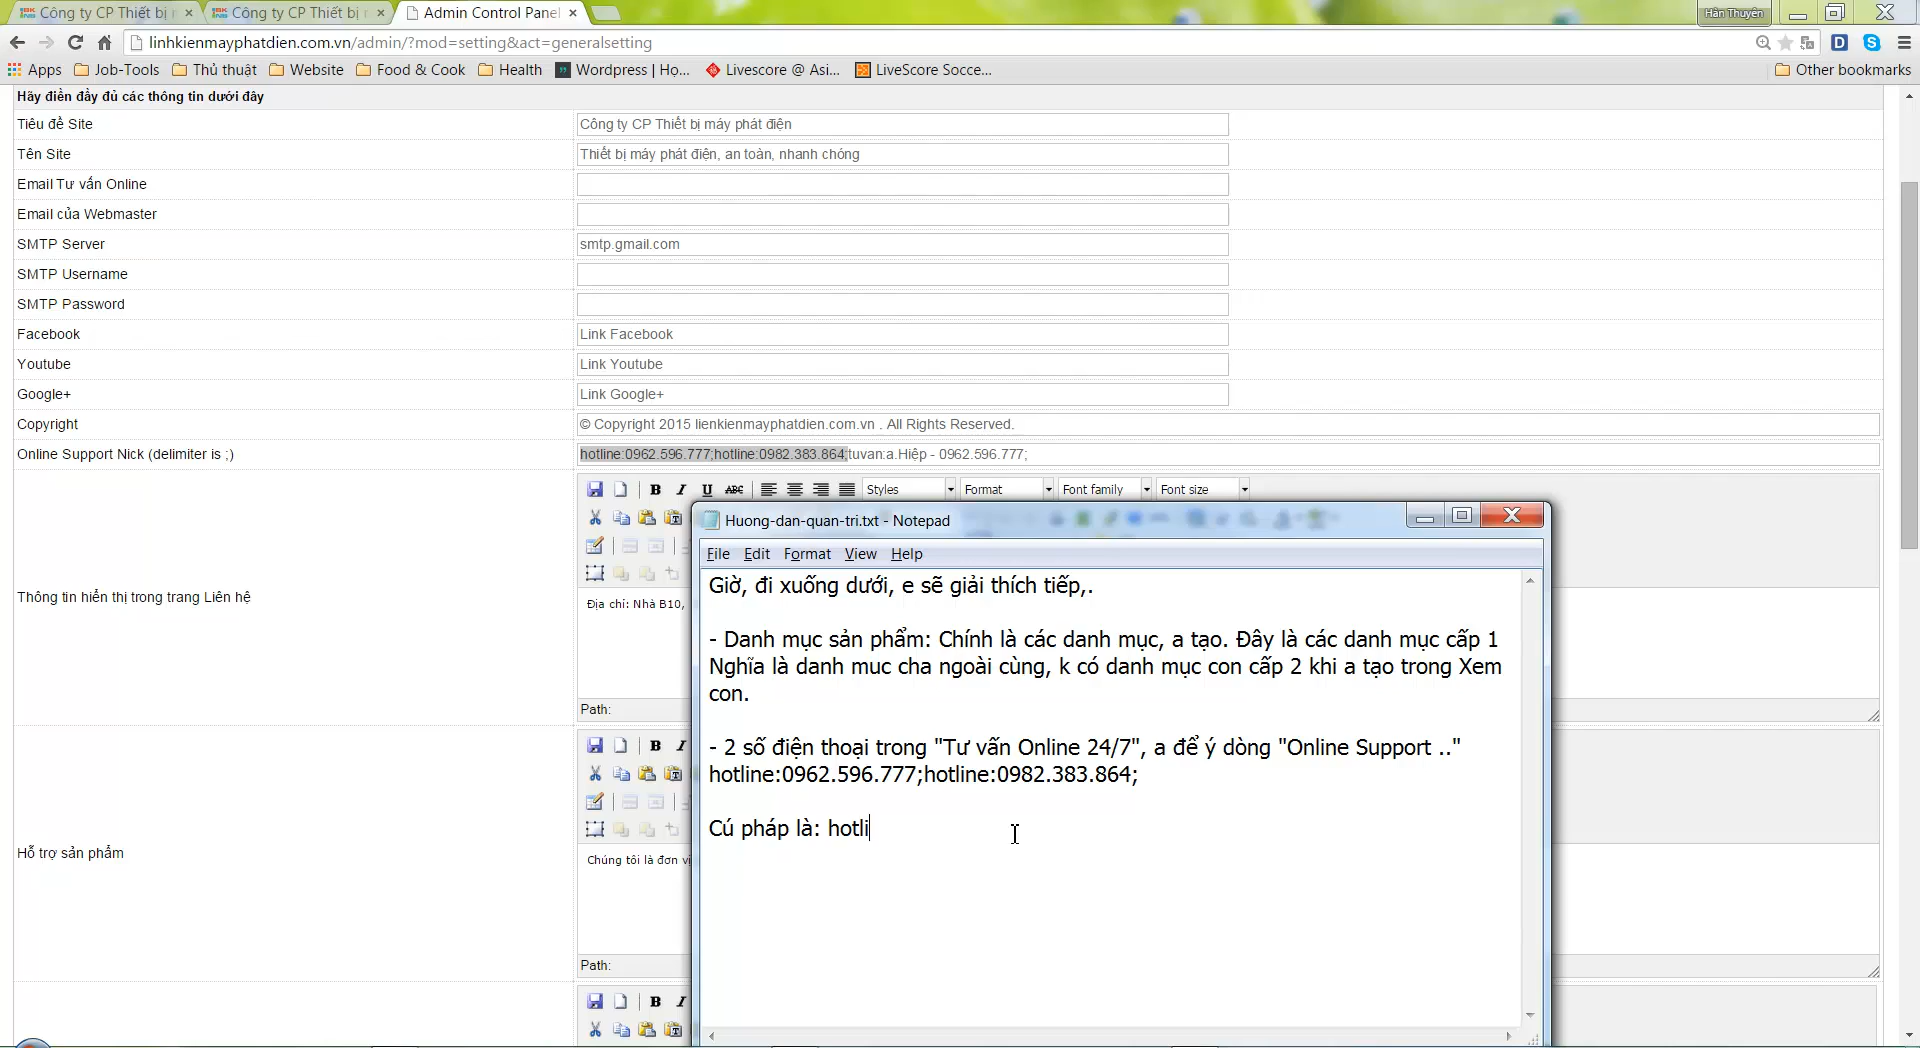 Công ty CP Thiết bị
Công ty CP Thiết bị
Admin Control Panel
Hàn Thuyên
linhkienmayphatdien.com.vn/admin/?mod=setting&act=generalsetting
Apps Job-Tools Thủ thuật Website Food & Cook Health Wordpress | Họ... Livescore @ Asi... LiveScore Socce... Other bookmarks
Hãy điền đầy đủ các thông tin dưới đây
Tiêu đề Site Công ty CP Thiết bị máy phát điện
Tên Site Thiết bị máy phát điện, an toàn, nhanh chóng
Email Tư vấn Online
Email của Webmaster
SMTP Server smtp.gmail.com
SMTP Username
SMTP Password
Facebook Link Facebook
Youtube Link Youtube
Google+ Link Google+
Copyright © Copyright 2015 lienkienmayphatdien.com.vn . All Rights Reserved.
Online Support Nick (delimiter is ;) hotline:0962.596.777;hotline:0982.383.864;tuvan:a.Hiệp - 0962.596.777;
B I U ABC Styles Format Font family Font size
Thông tin hiển thị trong trang Liên hệ
Địa chỉ: Nhà B10,
Path:
B I
Hỗ trợ sản phẩm
Chúng tôi là đơn vị
Path:
B I
Huong-dan-quan-tri.txt - Notepad
File Edit Format View Help
Giờ, đi xuống dưới, e sẽ giải thích tiếp,.
- Danh mục sản phẩm: Chính là các danh mục, a tạo. Đây là các danh mục cấp 1
Nghĩa là danh muc cha ngoài cùng, k có danh mục con cấp 2 khi a tạo trong Xem
con.
- 2 số điện thoại trong "Tư vấn Online 24/7", a để ý dòng "Online Support .."
hotline:0962.596.777;hotline:0982.383.864;
Cú pháp là: hotli